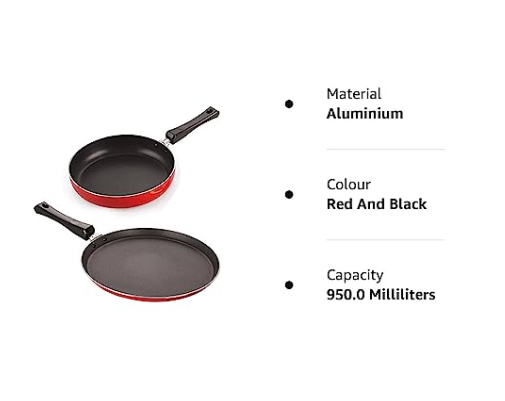 Material
Aluminium
Colour
Red And Black
Capacity
950.0 Milliliters